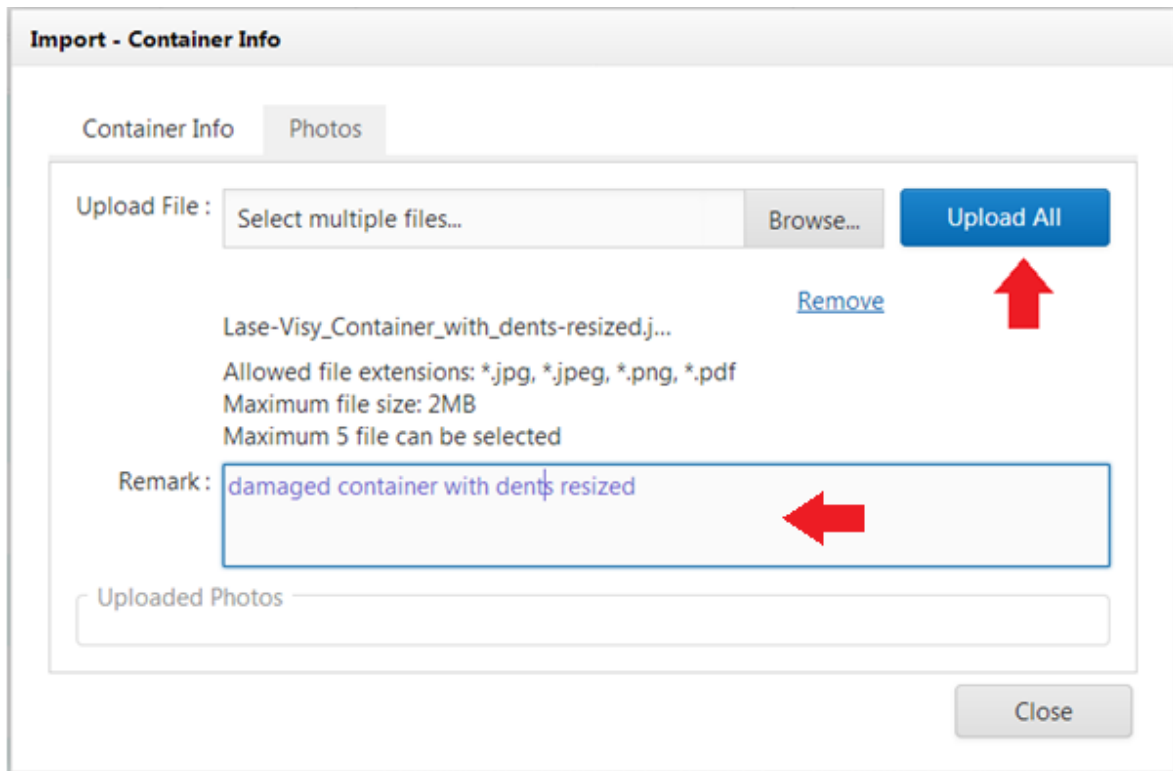 Import - Container Info
Container Info Photos
Upload File : Select multiple files... Browse... Upload All
Remove
Lase-Visy_Container_with_dents-resized.j...
Allowed file extensions: *.jpg, *.jpeg, *.png, *.pdf
Maximum file size: 2MB
Maximum 5 file can be selected
Remark : damaged container with dents resized
Uploaded Photos
Close